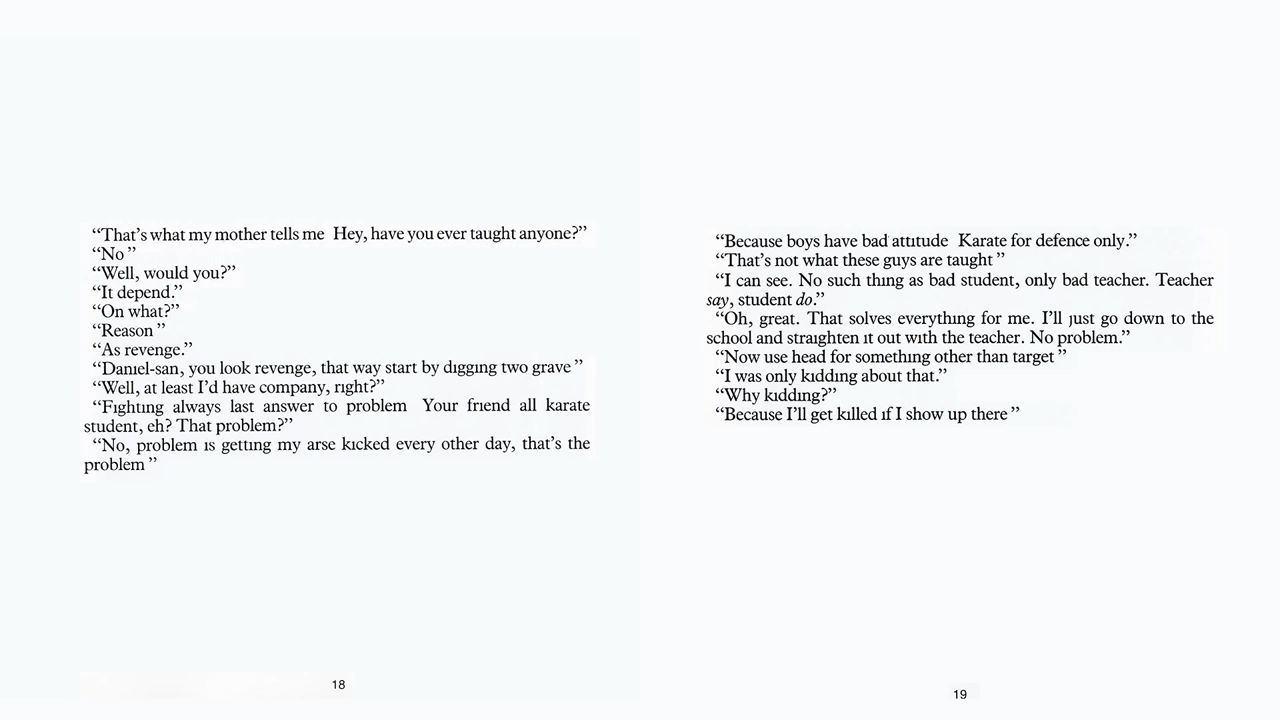 “That’s what my mother tells me Hey, have you ever taught anyone?”
“No ”
“Well, would you?”
“It depend.”
“On what?”
“Reason ”
“As revenge.”
“Daniel-san, you look revenge, that way start by digging two grave ”
“Well, at least I’d have company, right?”
“Fighting always last answer to problem Your friend all karate
student, eh? That problem?”
“No, problem is getting my arse kicked every other day, that’s the
problem ”
18
“Because boys have bad attitude Karate for defence only.”
“That’s not what these guys are taught ”
“I can see. No such thing as bad student, only bad teacher. Teacher
say, student do.”
“Oh, great. That solves everything for me. I’ll just go down to the
school and straighten it out with the teacher. No problem.”
“Now use head for something other than target ”
“I was only kidding about that.”
“Why kidding?”
“Because I’ll get killed if I show up there ”
19